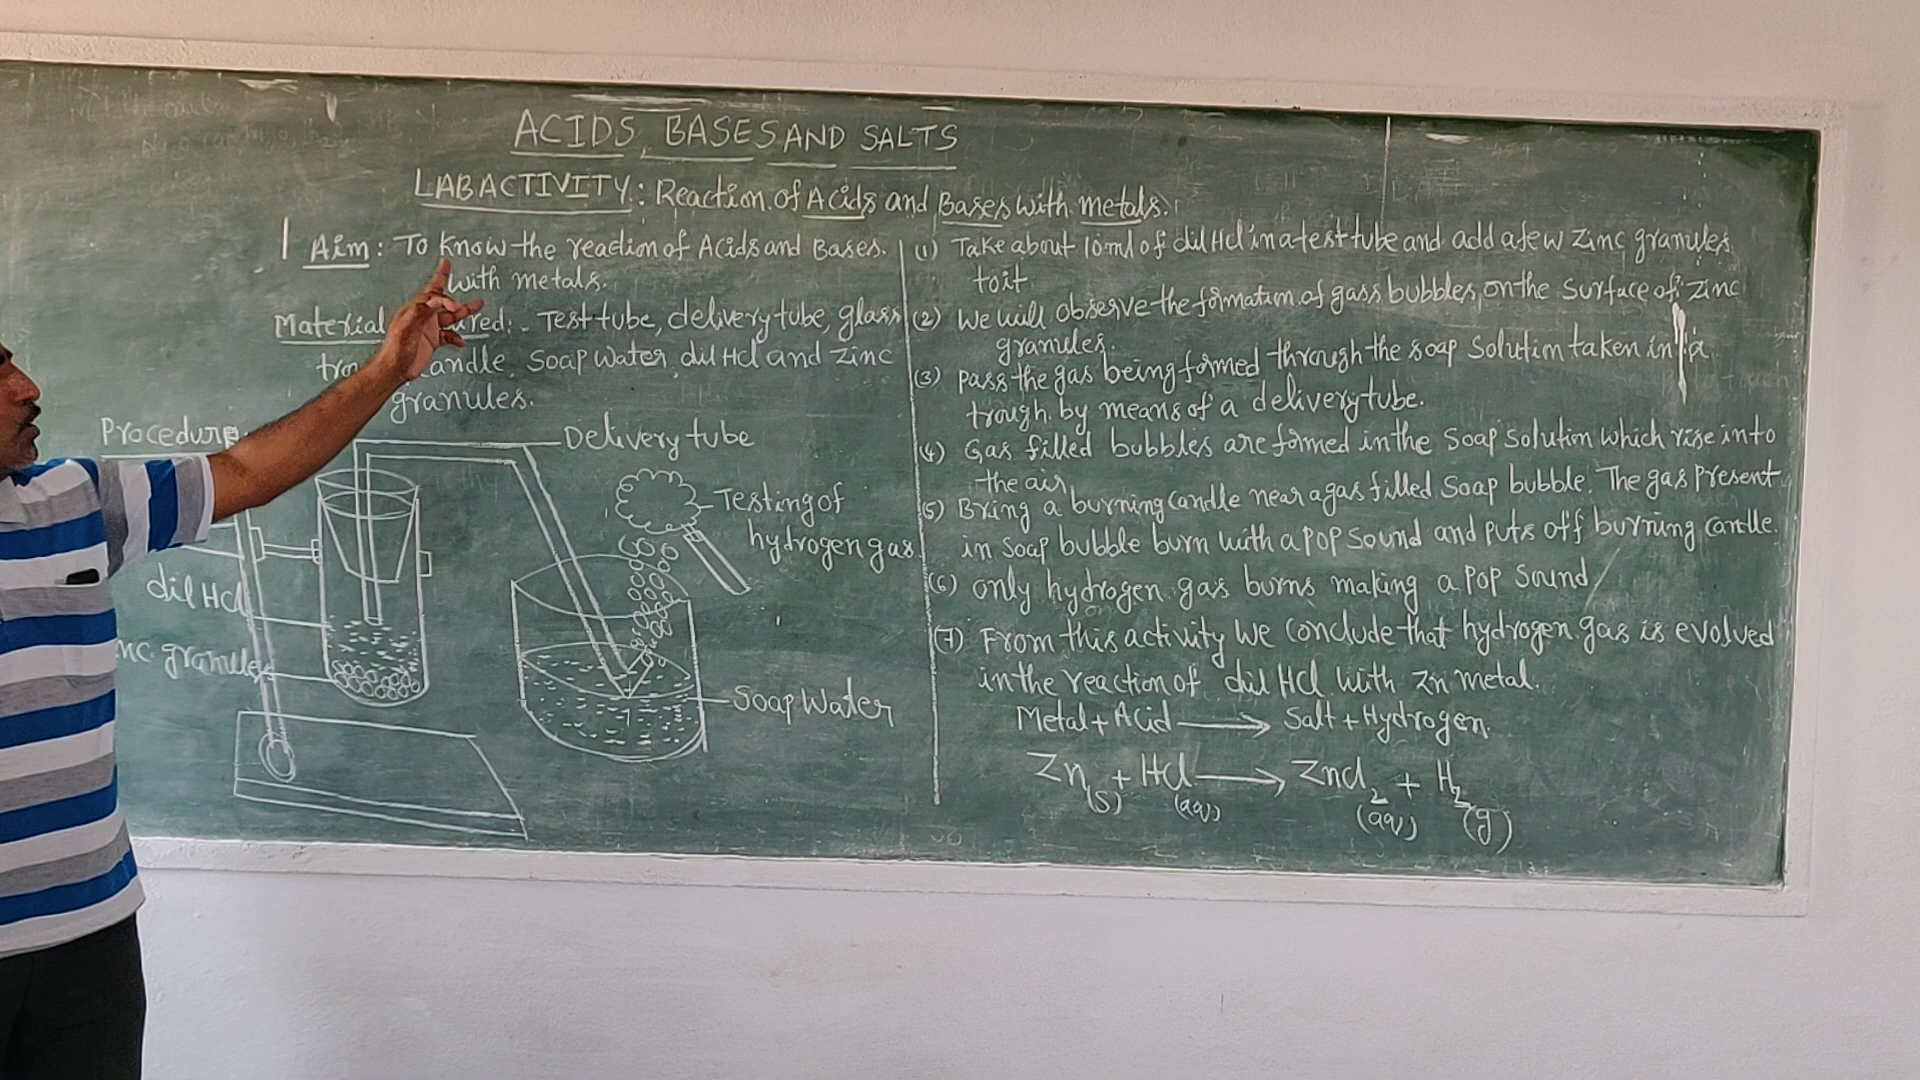 ACIDS, BASES AND SALTS
LAB ACTIVITY: Reaction of Acids and Bases with metals.
Aim: To know the reaction of Acids and Bases.
with metals.
Material :- Test tube, delivery tube, glass
candle, Soap water, dil Hcl and zinc
granules.
Procedure
Delivery tube
Testing of
hydrogen gas
dil Hcl
granules
Soap Water
(1) Take about 10ml of dil Hcl in a test tube and add a few zinc granules
to it
(2) We will observe the formation of gass bubbles on the surface of zinc
granules.
(3) Pass the gas being formed through the soap solution taken in a
trough by means of a delivery tube.
(4) Gas filled bubbles are formed in the soap solution which rise into
the air
(5) Bring a burning candle near a gas filled soap bubble. The gas present
in soap bubble burn with a pop sound and puts off burning candle.
(6) only hydrogen gas burns making a pop sound
(7) From this activity we conclude that hydrogen gas is evolved
in the reaction of dil HCl with Zn metal.
Metal + Acid → Salt + Hydrogen.
Zn(s) + Hcl(aq) → Zncl₂(aq) + H₂(g)